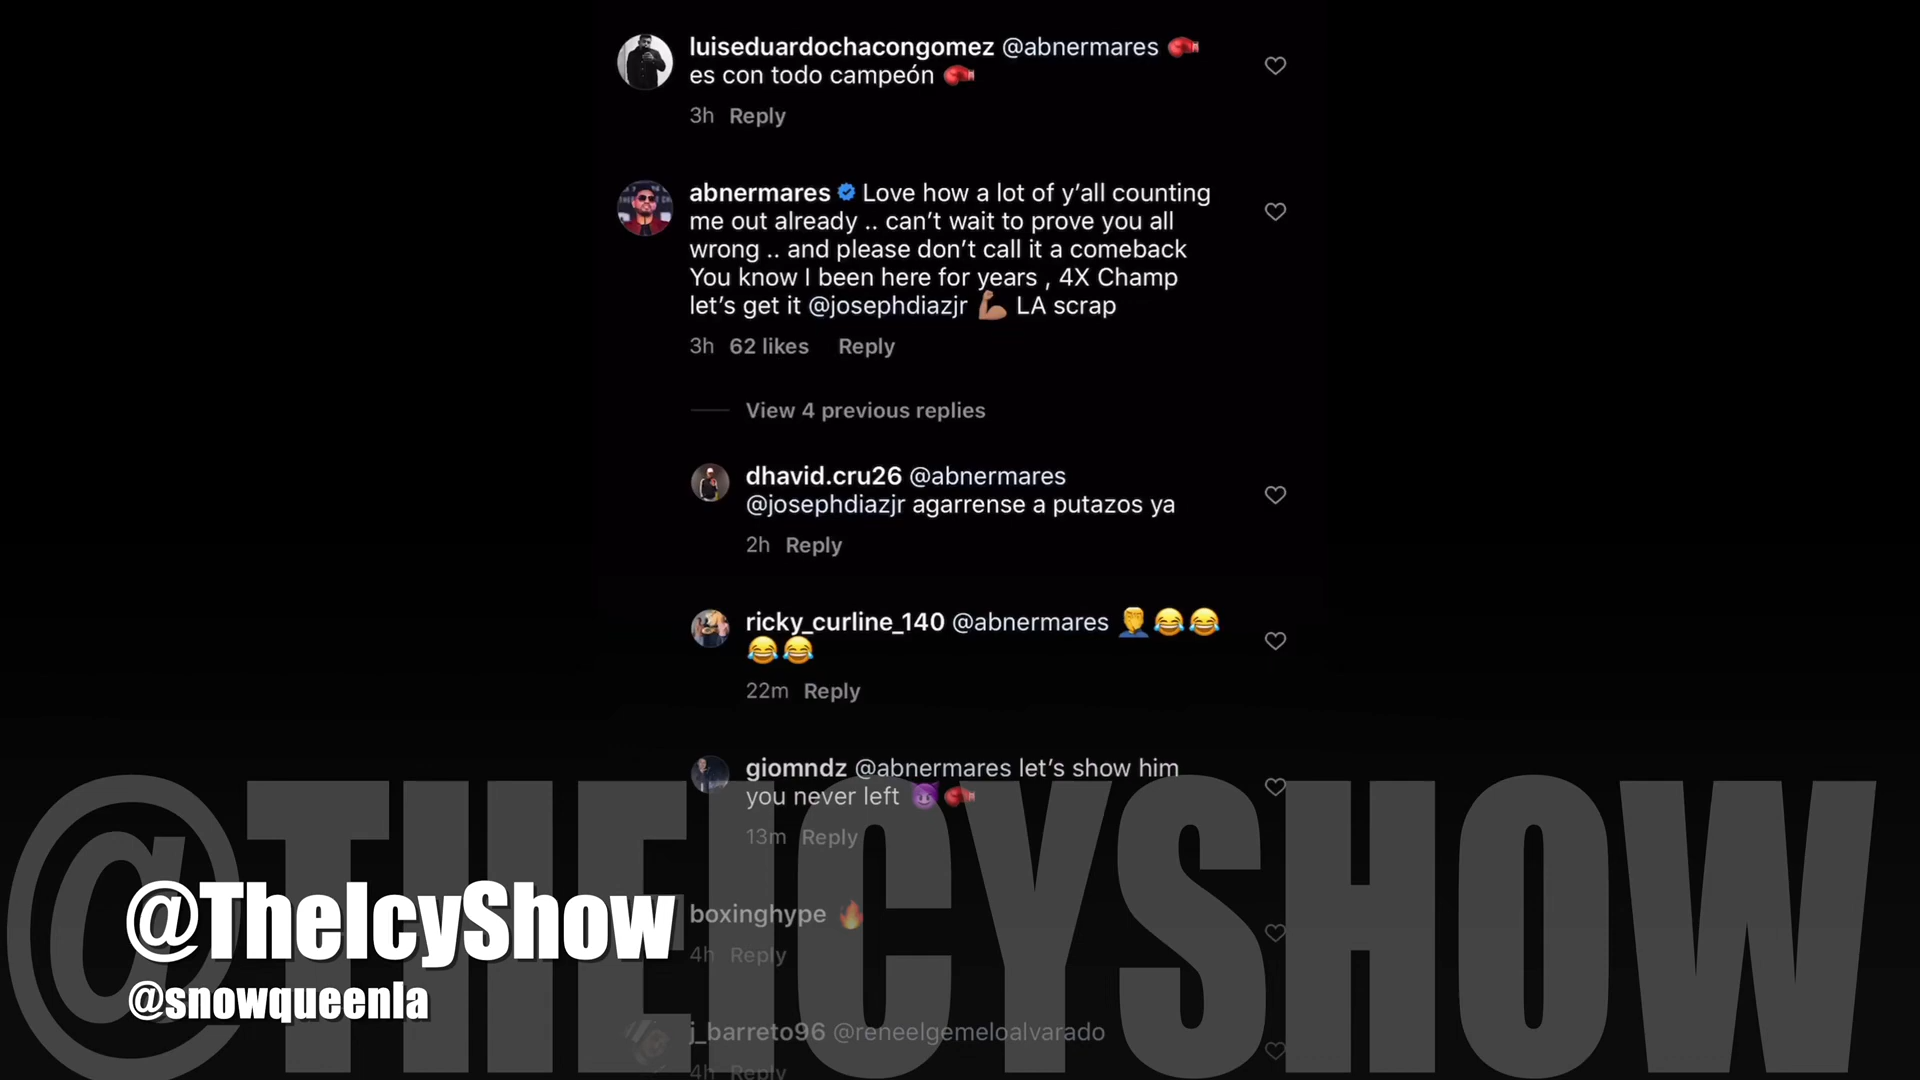 luiseduardochacongomez @abnermares 🥊
es con todo campeón 🥊
3h Reply
abnermares Love how a lot of y’all counting
me out already .. can’t wait to prove you all
wrong .. and please don’t call it a comeback
You know I been here for years , 4X Champ
let’s get it @josephdiazjr 💪🏽 LA scrap
3h 62 likes Reply
View 4 previous replies
dhavid.cru26 @abnermares
@josephdiazjr agarrense a putazos ya
2h Reply
ricky_curline_140 @abnermares 🤦‍♂️😂😂
😂😂
22m Reply
giomndz @abnermares let’s show him
you never left 😈🥊
13m Reply
boxinghype 🔥
4h Reply
j_barreto96 @reneelgemeloalvarado
4h Reply
@THEICYSHOW
@TheIcyShow
@snowqueenla